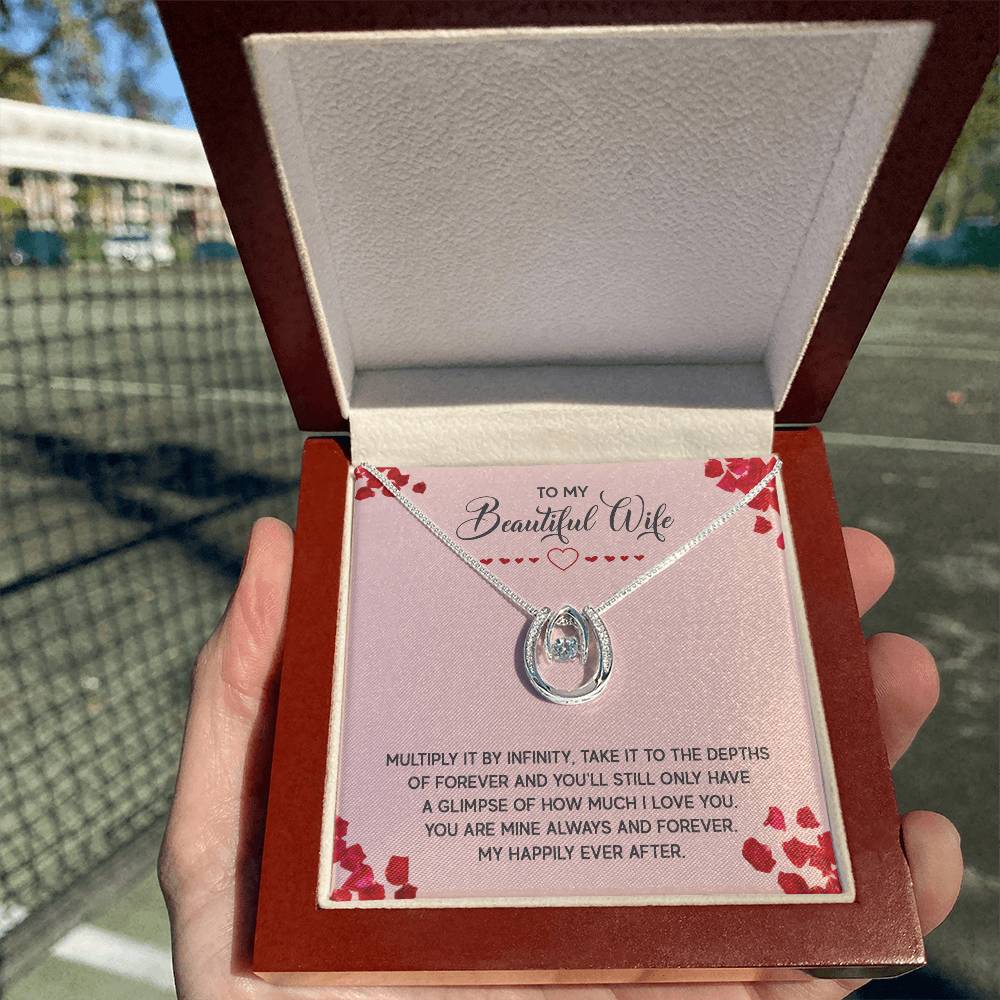 TO MY
Beautiful Wife
MULTIPLY IT BY INFINITY, TAKE IT TO THE DEPTHS
OF FOREVER AND YOU'LL STILL ONLY HAVE
A GLIMPSE OF HOW MUCH I LOVE YOU.
YOU ARE MINE ALWAYS AND FOREVER.
MY HAPPILY EVER AFTER.